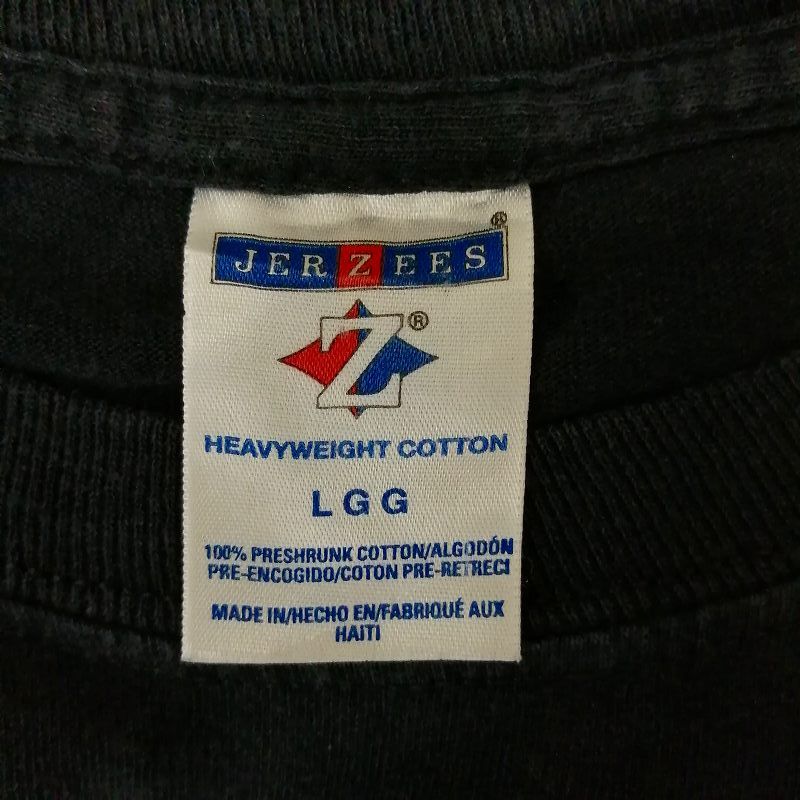 JERZEES®
Z®
HEAVYWEIGHT COTTON
L G G
100% PRESHRUNK COTTON/ALGODÓN
PRE-ENCOGIDO/COTON PRE-RETRECI
MADE IN/HECHO EN/FABRIQUÉ AUX
HAITI